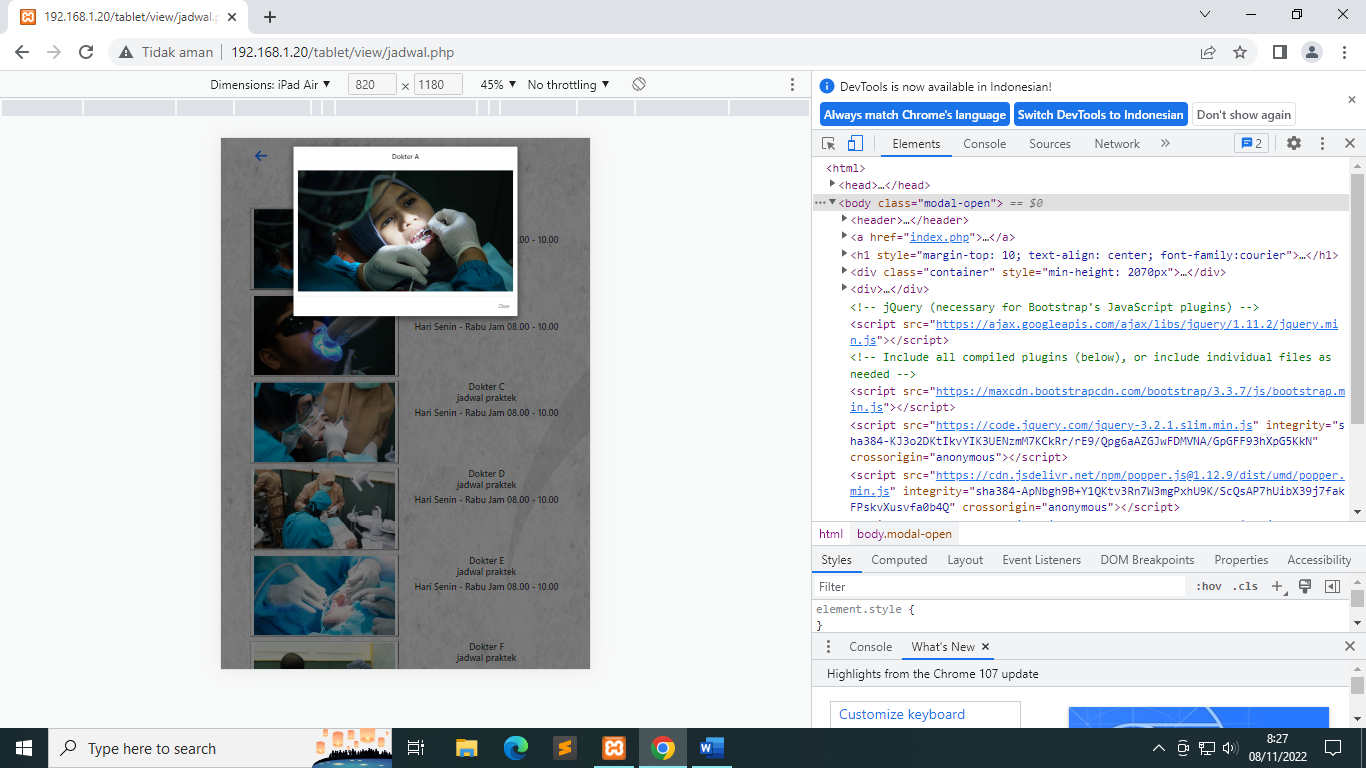 192.168.1.20/tablet/view/jadwal.p
Tidak aman
192.168.1.20/tablet/view/jadwal.php
Dimensions: iPad Air
820
×
1180
45%
No throttling
Dokter A
Close
00 - 10.00
Hari Senin - Rabu Jam 08.00 - 10.00
Dokter C
jadwal praktek
Hari Senin - Rabu Jam 08.00 - 10.00
Dokter D
jadwal praktek
Hari Senin - Rabu Jam 08.00 - 10.00
Dokter E
jadwal praktek
Hari Senin - Rabu Jam 08.00 - 10.00
Dokter F
jadwal praktek
DevTools is now available in Indonesian!
Always match Chrome's language
Switch DevTools to Indonesian
Don't show again
Elements
Console
Sources
Network
2
<html>
<head>…</head>
<body class="modal-open"> == $0
<header>…</header>
<a href="index.php">…</a>
<h1 style="margin-top: 10; text-align: center; font-family:courier">…</h1>
<div class="container" style="min-height: 2070px">…</div>
<div>…</div>
<!-- jQuery (necessary for Bootstrap's JavaScript plugins) -->
<script src="https://ajax.googleapis.com/ajax/libs/jquery/1.11.2/jquery.mi
n.js"></script>
<!-- Include all compiled plugins (below), or include individual files as
needed -->
<script src="https://maxcdn.bootstrapcdn.com/bootstrap/3.3.7/js/bootstrap.m
in.js"></script>
<script src="https://code.jquery.com/jquery-3.2.1.slim.min.js" integrity="s
ha384-KJ3o2DKtIkvYIK3UENzmM7KCkRr/rE9/Qpg6aAZGJwFDMVNA/GpGFF93hXpG5KkN"
crossorigin="anonymous"></script>
<script src="https://cdn.jsdelivr.net/npm/popper.js@1.12.9/dist/umd/popper.
min.js" integrity="sha384-ApNbgh9B+Y1QKtv3Rn7W3mgPxhU9K/ScQsAP7hUibX39j7fak
FPskvXusvfa0b4Q" crossorigin="anonymous"></script>
html
body.modal-open
Styles
Computed
Layout
Event Listeners
DOM Breakpoints
Properties
Accessibility
Filter
:hov
.cls
element.style {
}
Console
What's New
Highlights from the Chrome 107 update
Customize keyboard
Type here to search
8:27
08/11/2022